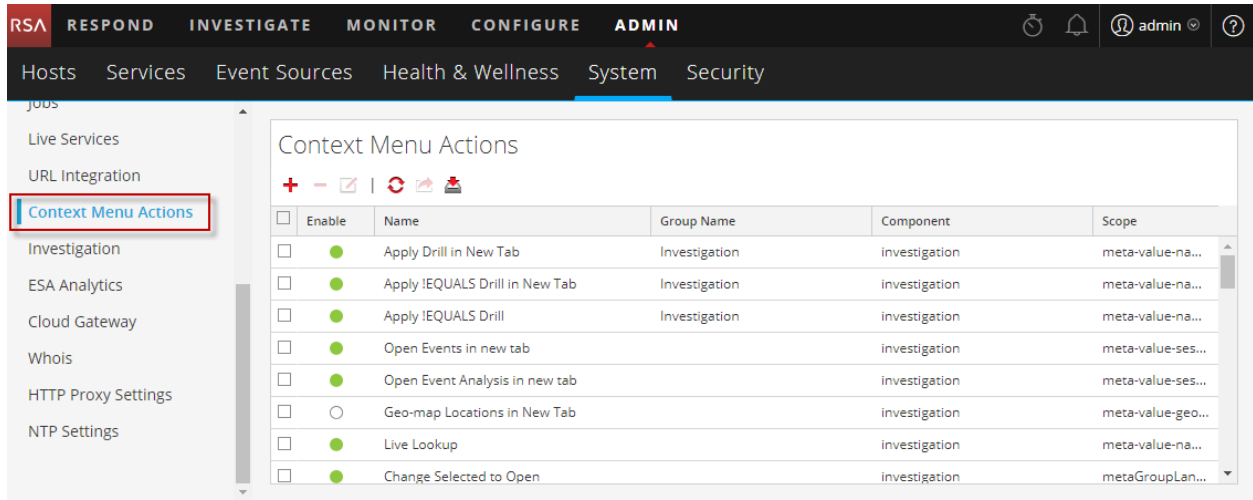 RSA RESPOND INVESTIGATE MONITOR CONFIGURE ADMIN admin ?
Hosts Services Event Sources Health & Wellness System Security
Jobs
Live Services
URL Integration
Context Menu Actions
Investigation
ESA Analytics
Cloud Gateway
Whois
HTTP Proxy Settings
NTP Settings
Context Menu Actions
Enable Name Group Name Component Scope
Apply Drill in New Tab Investigation investigation meta-value-na...
Apply !EQUALS Drill in New Tab Investigation investigation meta-value-na...
Apply !EQUALS Drill Investigation investigation meta-value-na...
Open Events in new tab investigation meta-value-ses...
Open Event Analysis in new tab investigation meta-value-ses...
Geo-map Locations in New Tab investigation meta-value-geo...
Live Lookup investigation meta-value-na...
Change Selected to Open investigation metaGroupLan...